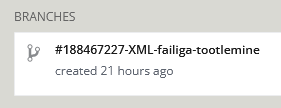 BRANCHES
#188467227-XML-failiga-tootlemine
created 21 hours ago